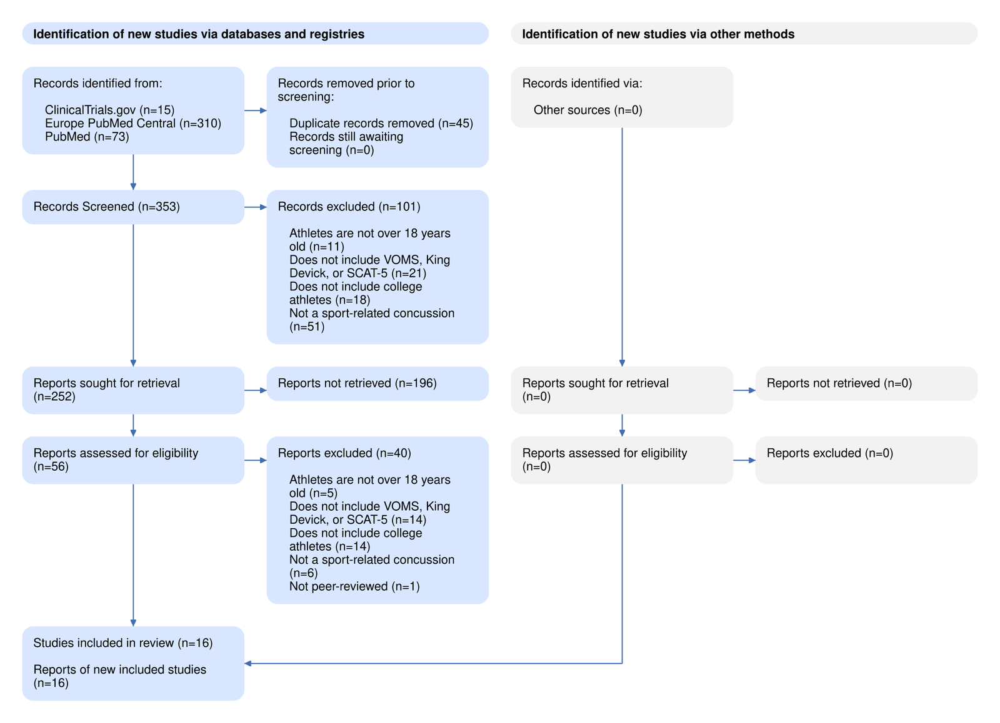 Identification of new studies via databases and registries
Identification of new studies via other methods
Records identified from:
ClinicalTrials.gov (n=15)
Europe PubMed Central (n=310)
PubMed (n=73)
Records removed prior to
screening:
Duplicate records removed (n=45)
Records still awaiting
screening (n=0)
Records identified via:
Other sources (n=0)
Records Screened (n=353)
Records excluded (n=101)
Athletes are not over 18 years
old (n=11)
Does not include VOMS, King
Devick, or SCAT-5 (n=21)
Does not include college
athletes (n=18)
Not a sport-related concussion
(n=51)
Reports sought for retrieval
(n=252)
Reports not retrieved (n=196)
Reports sought for retrieval
(n=0)
Reports not retrieved (n=0)
Reports assessed for eligibility
(n=56)
Reports excluded (n=40)
Athletes are not over 18 years
old (n=5)
Does not include VOMS, King
Devick, or SCAT-5 (n=14)
Does not include college
athletes (n=14)
Not a sport-related concussion
(n=6)
Not peer-reviewed (n=1)
Reports assessed for eligibility
(n=0)
Reports excluded (n=0)
Studies included in review (n=16)
Reports of new included studies
(n=16)